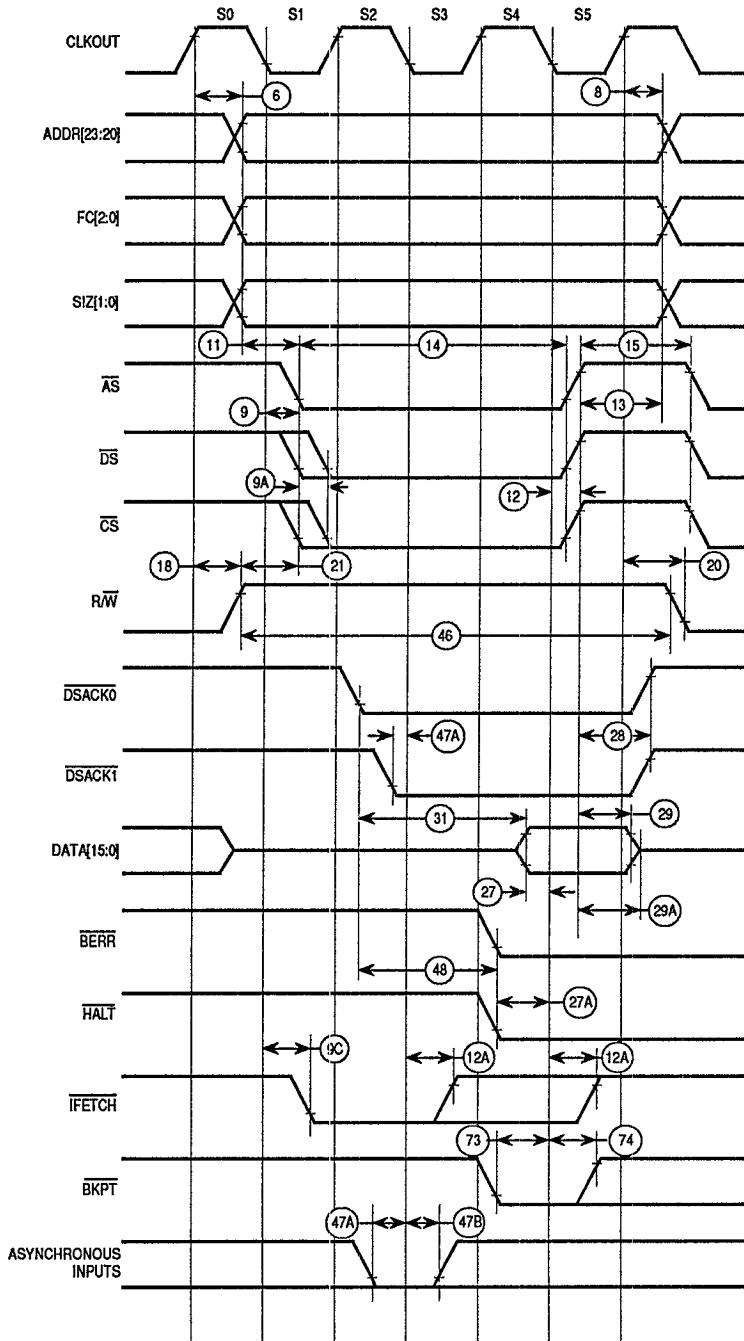 S0 S1 S2 S3 S4 S5
CLKOUT
6 8
ADDR[23:20]
FC[2:0]
SIZ[1:0]
11 14 15
AS
9 13
DS
9A 12
CS
18 21 20
R/W
46
DSACK0
47A 28
DSACK1
31 29
DATA[15:0]
27 29A
BERR
48
HALT 27A
9C 12A 12A
IFETCH
73 74
BKPT
47A 47B
ASYNCHRONOUS
INPUTS